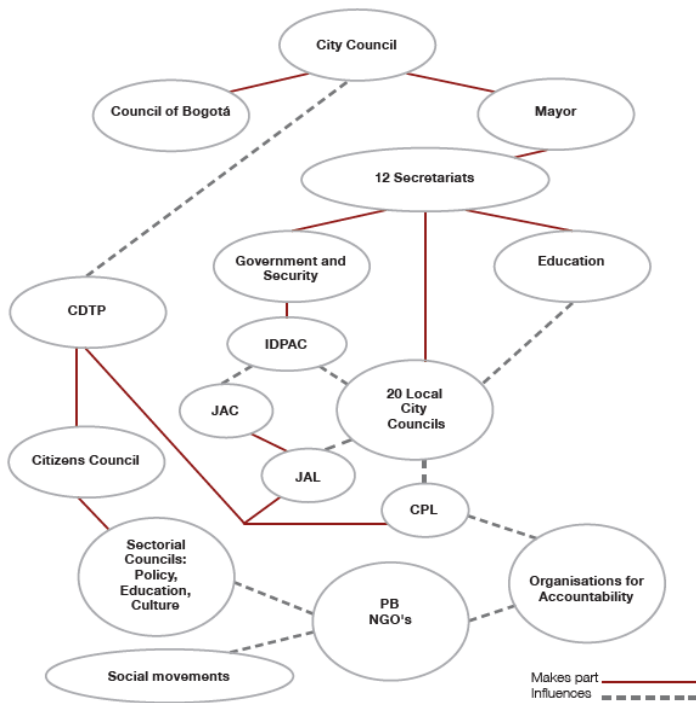 City Council
Council of Bogotá
Mayor
12 Secretariats
Government and
Security
Education
CDTP
IDPAC
20 Local
City
Councils
JAC
Citizens Council
JAL
CPL
Sectorial
Councils:
Policy,
Education,
Culture
PB
NGO's
Organisations for
Accountability
Social movements
Makes part
Influences